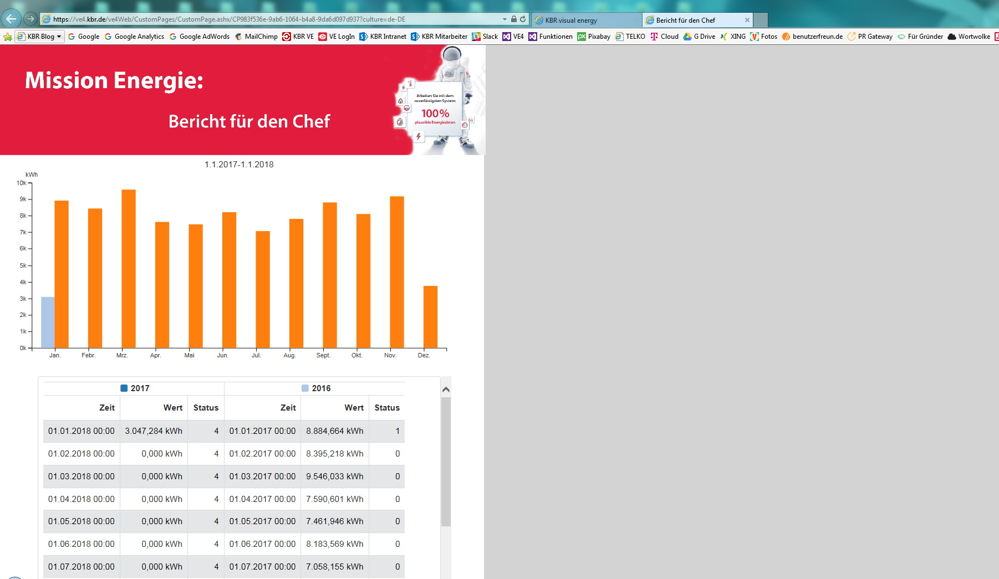 https://ve4.kbr.de/ve4Web/CustomPages/CustomPage.ashx/CP983f536e-9ab6-1064-b4a8-9da6d097d937?culture=de-DE
KBR visual energy
Bericht für den Chef
KBR Blog Google Google Analytics Google AdWords MailChimp KBR VE VE LogIn KBR Intranet KBR Mitarbeiter Slack VE4 Funktionen Pixabay TELKO Cloud G Drive XING Fotos benutzerfreun.de PR Gateway Für Gründer Wortwolke
Mission Energie:
Bericht für den Chef
Arbeiten Sie mit dem
zuverlässigsten System:
100%
plausible Energiedaten
1.1.2017-1.1.2018
kWh
10k
9k
8k
7k
6k
5k
4k
3k
2k
1k
0k
Jan. Febr. Mrz. Apr. Mai Jun. Jul. Aug. Sept. Okt. Nov. Dez.
2017 2016
Zeit Wert Status Zeit Wert Status
01.01.2018 00:00 3.047,284 kWh 4 01.01.2017 00:00 8.884,664 kWh 1
01.02.2018 00:00 0,000 kWh 4 01.02.2017 00:00 8.395,218 kWh 0
01.03.2018 00:00 0,000 kWh 4 01.03.2017 00:00 9.546,033 kWh 0
01.04.2018 00:00 0,000 kWh 4 01.04.2017 00:00 7.590,601 kWh 0
01.05.2018 00:00 0,000 kWh 4 01.05.2017 00:00 7.461,946 kWh 0
01.06.2018 00:00 0,000 kWh 4 01.06.2017 00:00 8.183,569 kWh 0
01.07.2018 00:00 0,000 kWh 4 01.07.2017 00:00 7.058,155 kWh 0